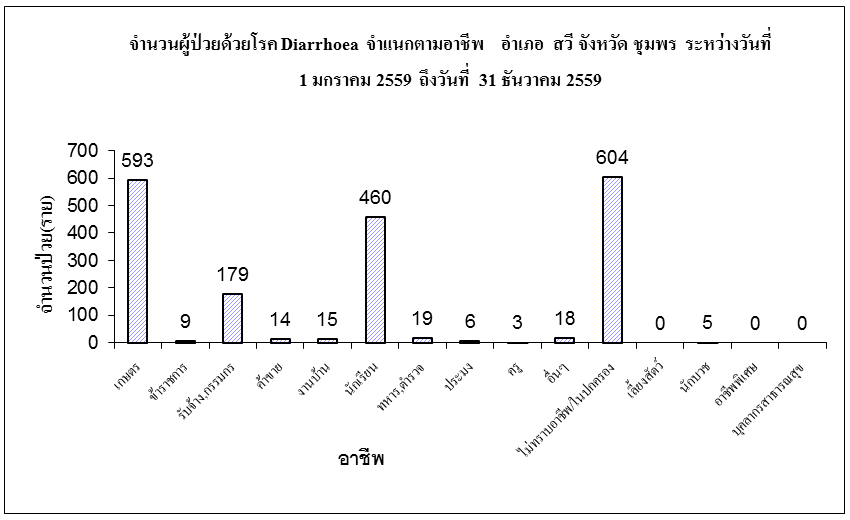 จำนวนผู้ป่วยด้วยโรค Diarrhoea จำแนกตามอาชีพ อำเภอ สวี จังหวัด ชุมพร ระหว่างวันที่
1 มกราคม 2559 ถึงวันที่ 31 ธันวาคม 2559
จำนวนป่วย(ราย)
700
600
500
400
300
200
100
0
593
9
179
14
15
460
19
6
3
18
604
0
5
0
0
เกษตร
ข้าราชการ
รับจ้าง,กรรมกร
ค้าขาย
งานบ้าน
นักเรียน
ทหาร,ตำรวจ
ประมง
ครู
อื่นๆ
ไม่ทราบอาชีพ/ในปกครอง
เลี้ยงสัตว์
นักบวช
อาชีพพิเศษ
บุคลากรสาธารณสุข
อาชีพ